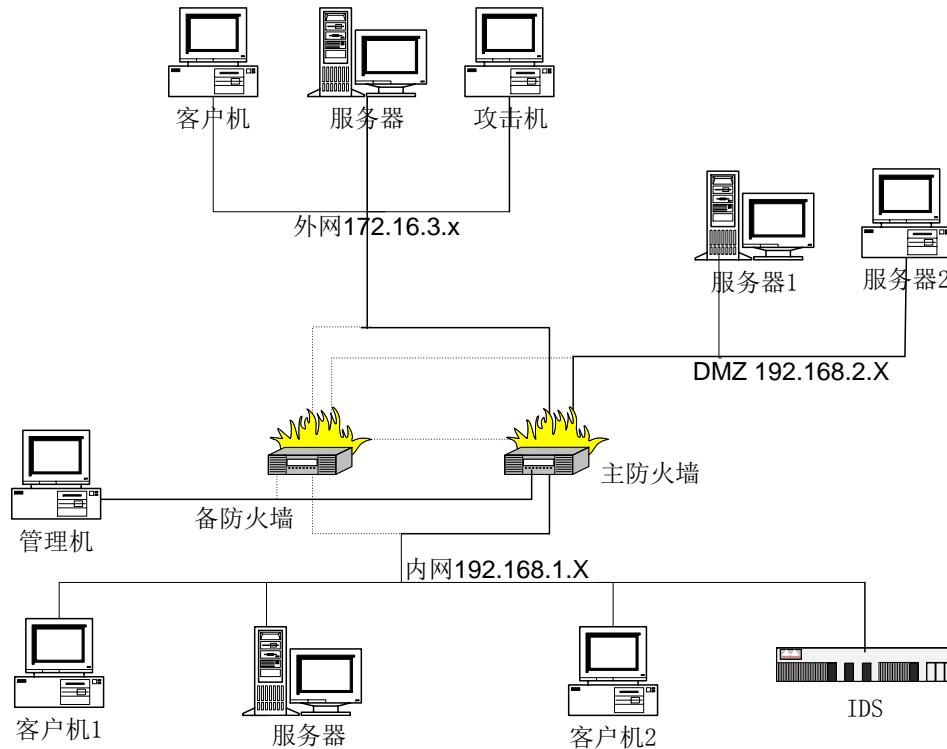 客户机
服务器
攻击机
外网172.16.3.x
服务器1
服务器2
DMZ 192.168.2.X
主防火墙
备防火墙
管理机
内网192.168.1.X
客户机1
服务器
客户机2
IDS